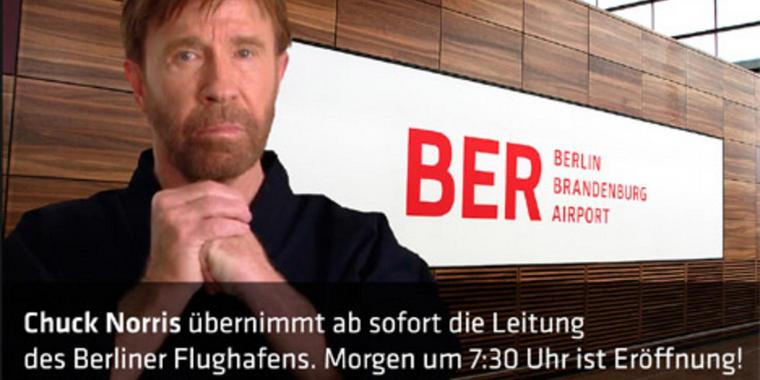 BER
BERLIN
BRANDENBURG
AIRPORT
Chuck Norris übernimmt ab sofort die Leitung
des Berliner Flughafens. Morgen um 7:30 Uhr ist Eröffnung!